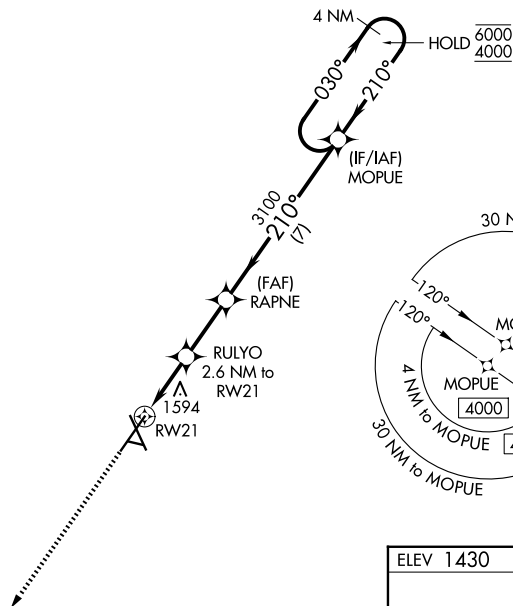 4 NM
HOLD 6000
4000
030°
210°
(IF/IAF)
MOPUE
3100
210°
(7)
(FAF)
RAPNE
RULYO
2.6 NM to
RW21
1594
RW21
30 N
120°
120°
MO
MOPUE
4000
4
4 NM to MOPUE
30 NM to MOPUE
ELEV 1430